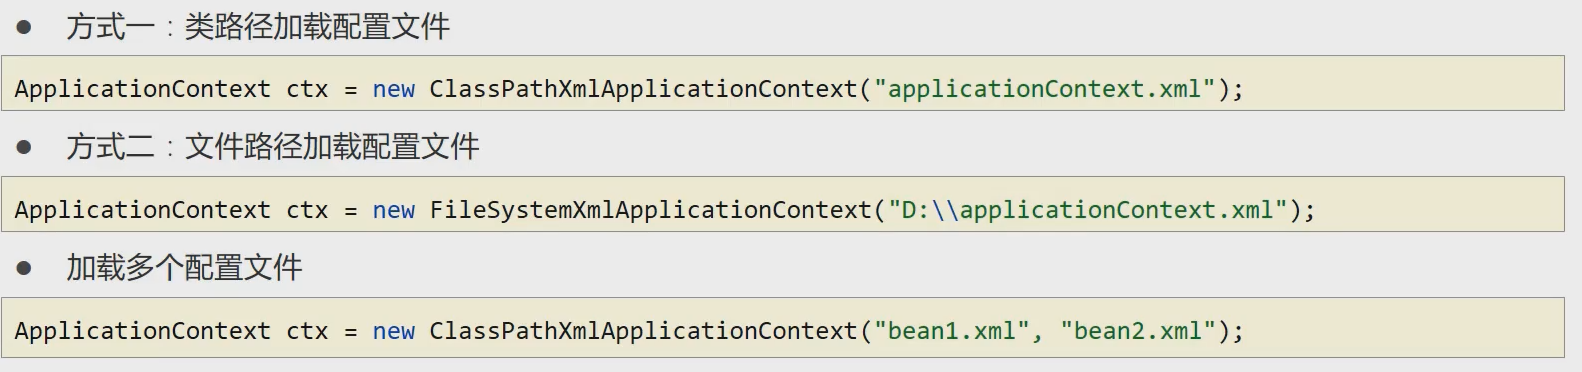 ● 方式一：类路径加载配置文件
ApplicationContext ctx = new ClassPathXmlApplicationContext("applicationContext.xml");
● 方式二：文件路径加载配置文件
ApplicationContext ctx = new FileSystemXmlApplicationContext("D:\\applicationContext.xml");
● 加载多个配置文件
ApplicationContext ctx = new ClassPathXmlApplicationContext("bean1.xml", "bean2.xml");